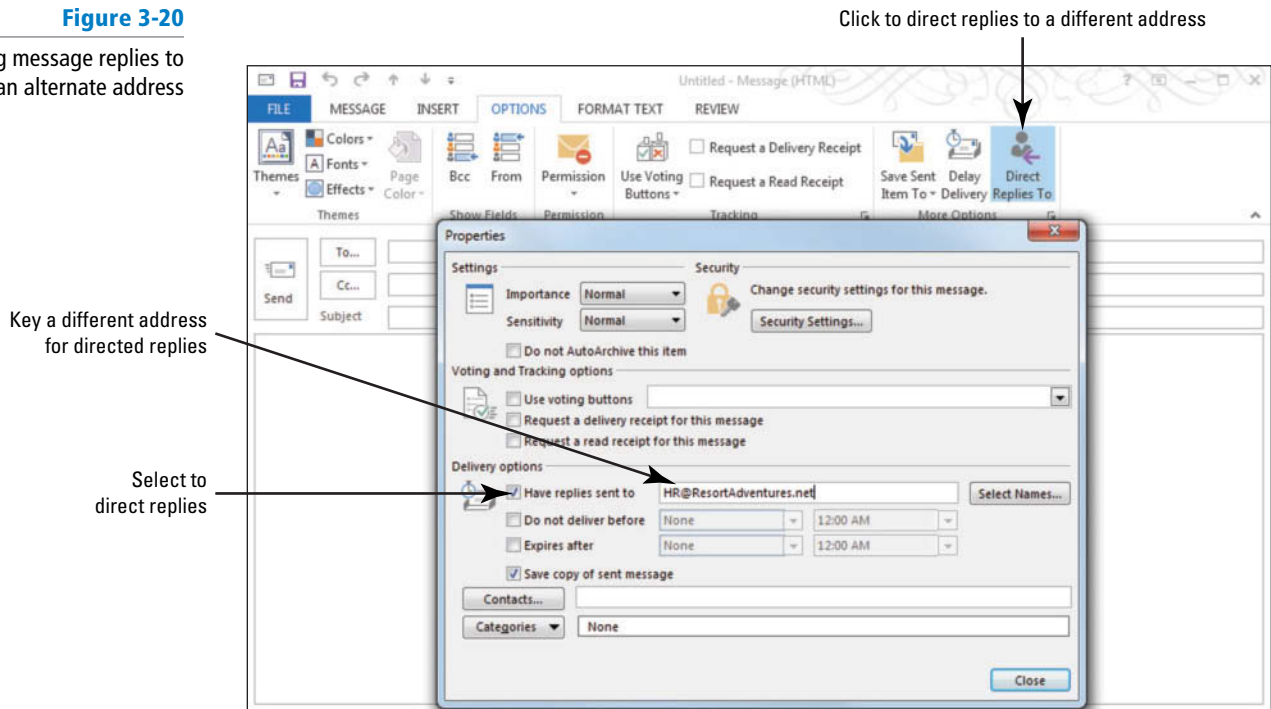 Figure 3-20
g message replies to
an alternate address
Click to direct replies to a different address
Untitled - Message (HTML)
FILE MESSAGE INSERT OPTIONS FORMAT TEXT REVIEW
Themes
Colors
Fonts
Effects
Page Color
Themes
Bcc
From
Show Fields
Permission
Permission
Use Voting Buttons
Request a Delivery Receipt
Request a Read Receipt
Tracking
Save Sent Item To
Delay Delivery
Direct Replies To
More Options
Send
To...
Cc...
Subject
Properties
Settings
Importance Normal
Sensitivity Normal
Do not AutoArchive this item
Security
Change security settings for this message.
Security Settings...
Voting and Tracking options
Use voting buttons
Request a delivery receipt for this message
Request a read receipt for this message
Delivery options
Have replies sent to HR@ResortAdventures.net Select Names...
Do not deliver before None 12:00 AM
Expires after None 12:00 AM
Save copy of sent message
Contacts...
Categories None
Close
Key a different address
for directed replies
Select to
direct replies